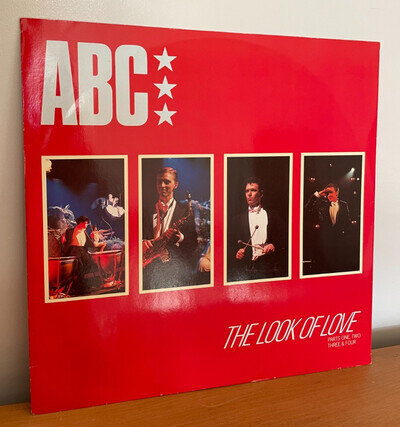 ABC
THE LOOK OF LOVE
PARTS ONE, TWO
THREE & FOUR